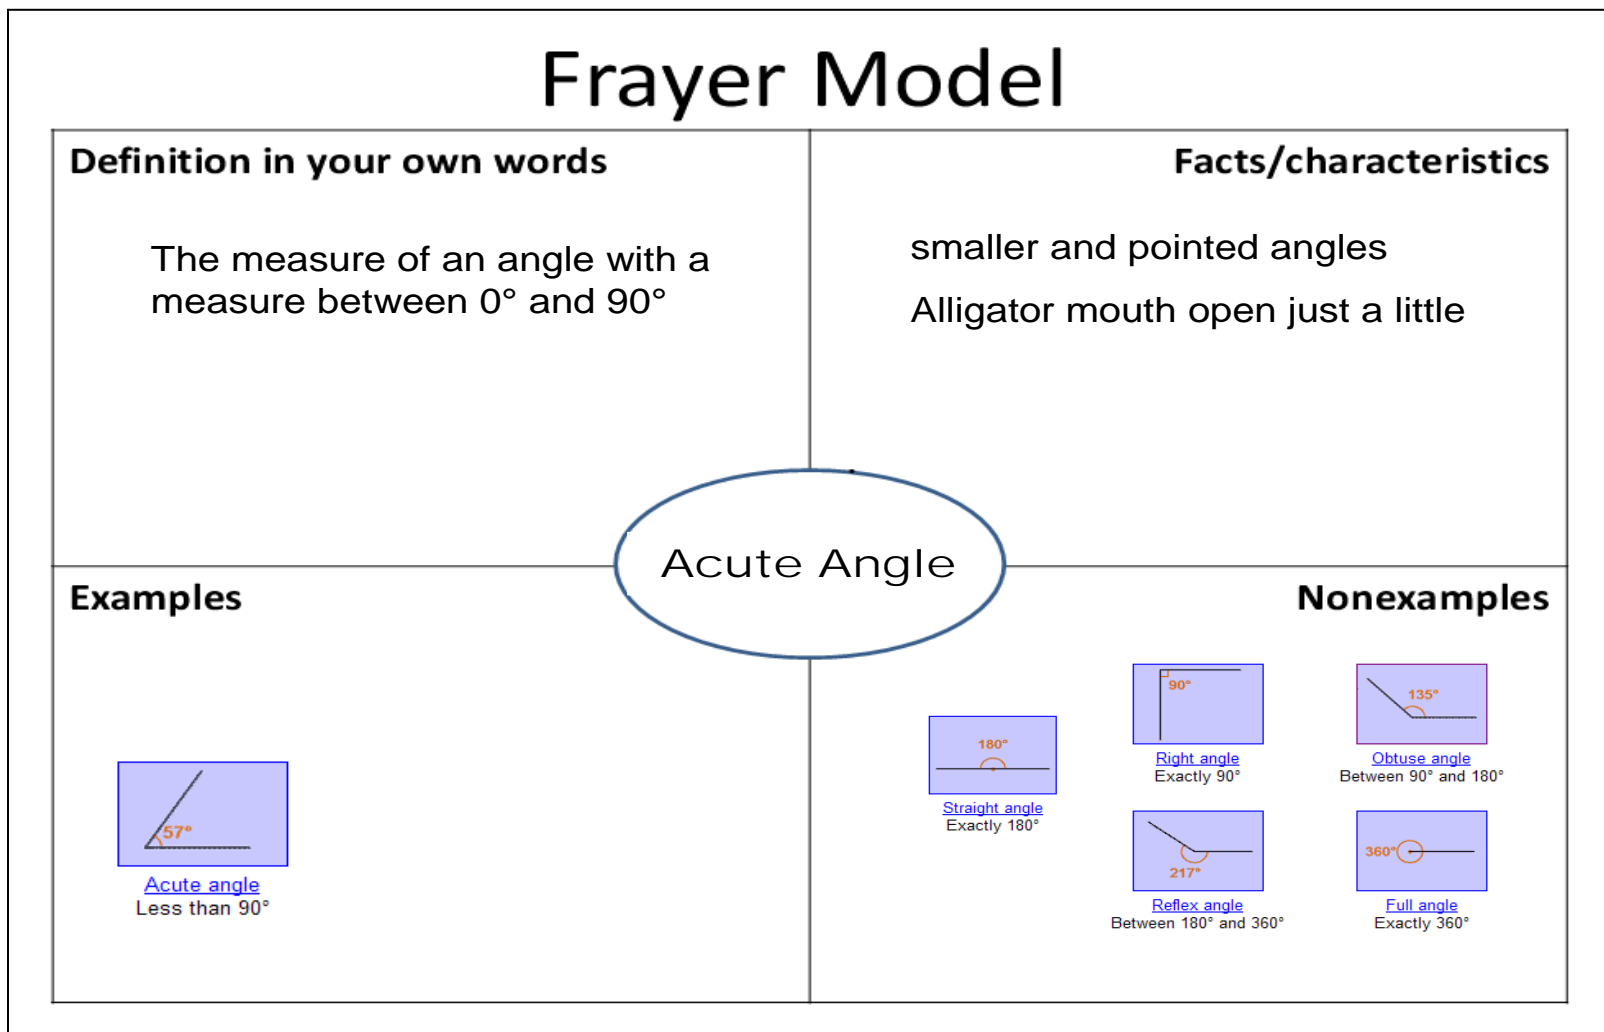 Frayer Model
Definition in your own words
The measure of an angle with a
measure between 0° and 90°
Facts/characteristics
smaller and pointed angles
Alligator mouth open just a little
Acute Angle
Examples
57°
Acute angle
Less than 90°
Nonexamples
180°
Straight angle
Exactly 180°
90°
Right angle
Exactly 90°
135°
Obtuse angle
Between 90° and 180°
217°
Reflex angle
Between 180° and 360°
360°
Full angle
Exactly 360°